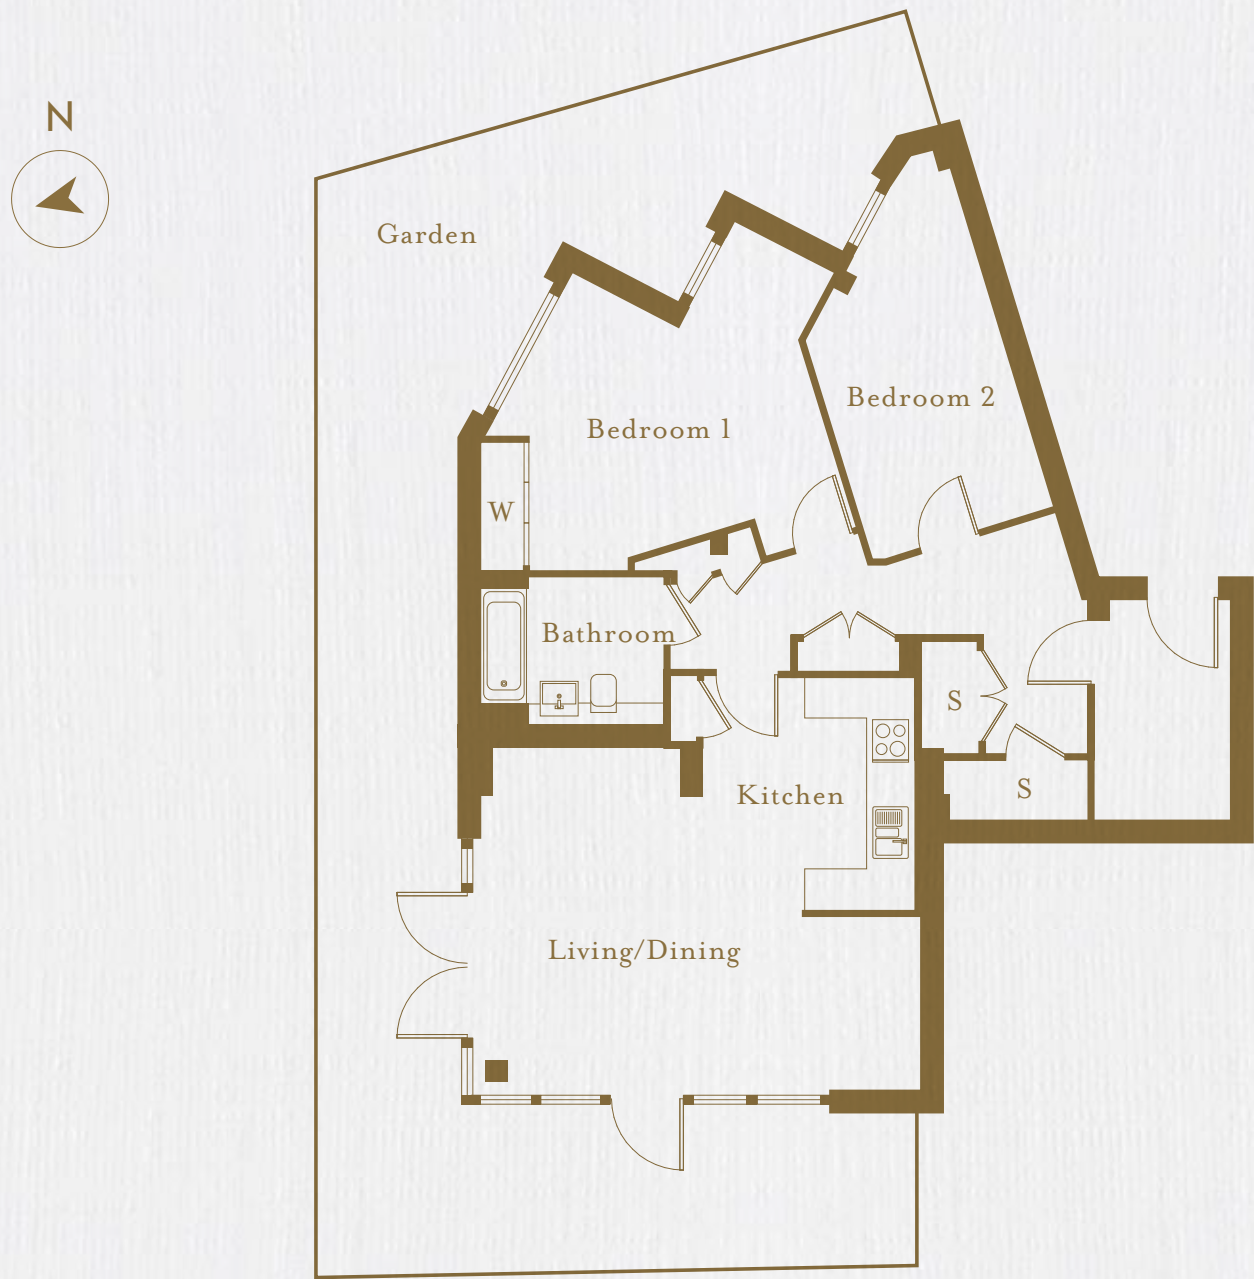 N
Garden
Bedroom 2
Bedroom 1
W
Bathroom
S
S
Kitchen
Living/Dining